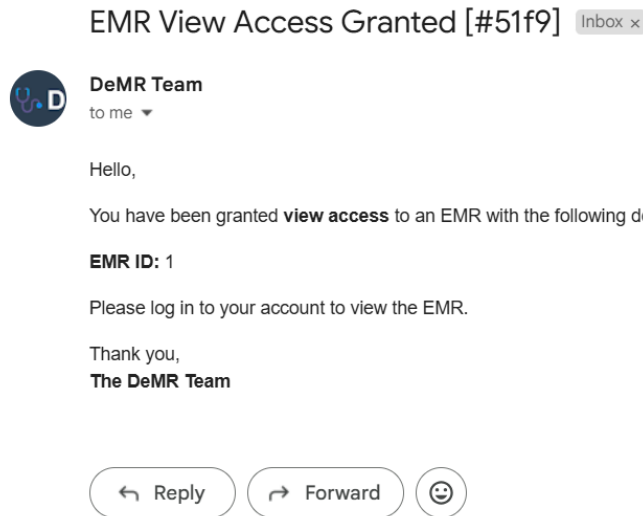 EMR View Access Granted [#51f9] Inbox ×
D
DeMR Team
to me
Hello,
You have been granted view access to an EMR with the following
EMR ID: 1
Please log in to your account to view the EMR.
Thank you,
The DeMR Team
Reply Forward